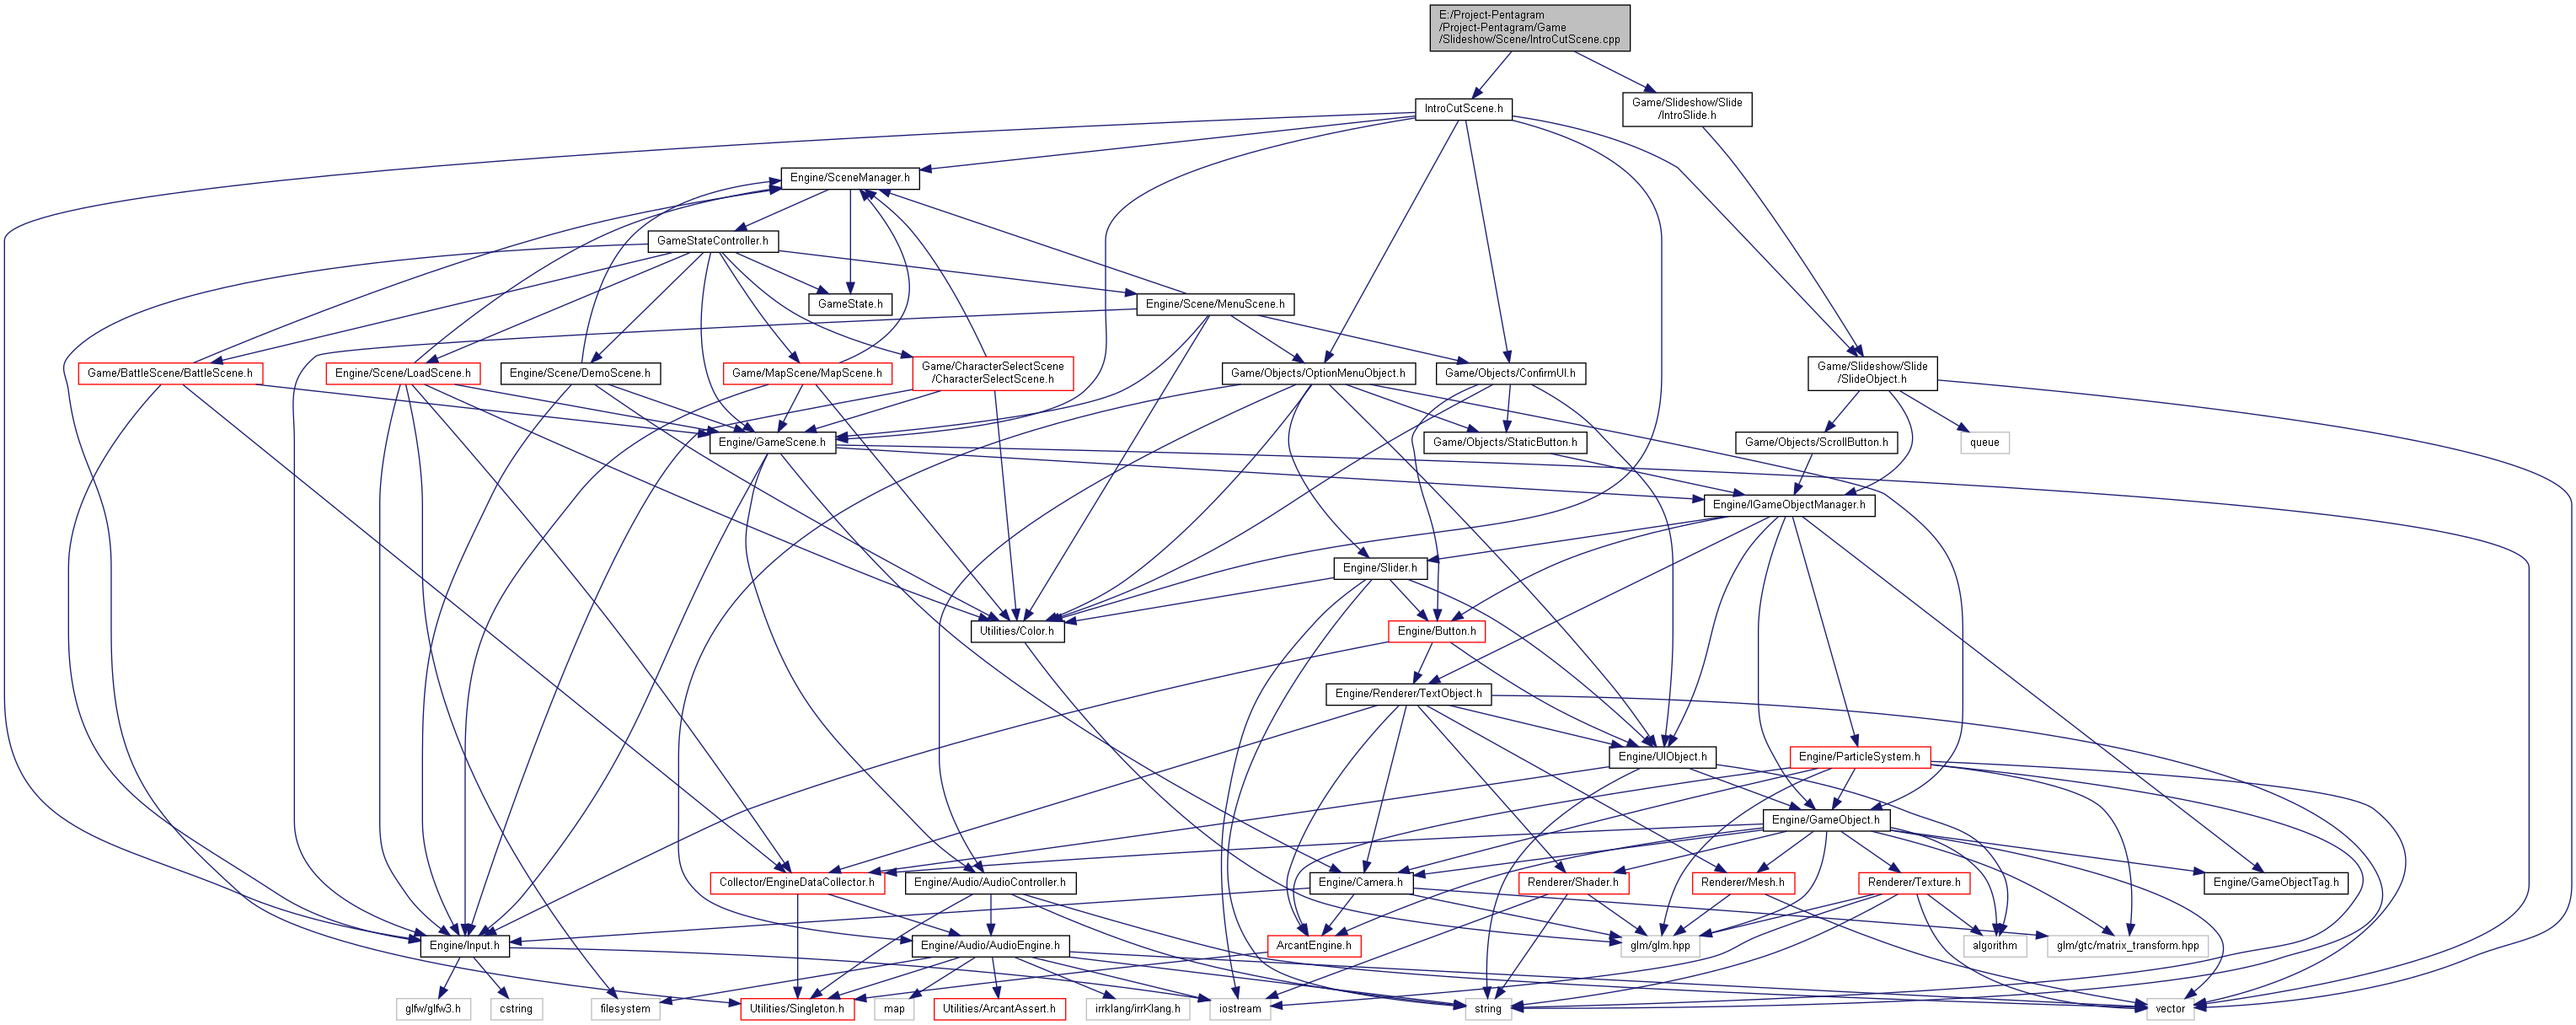 E:/Project-Pentagram
/Project-Pentagram/Game
/Slideshow/Scene/IntroCutScene.cpp
IntroCutScene.h
Game/Slideshow/Slide
/IntroSlide.h
Engine/SceneManager.h
GameStateController.h
GameState.h
Engine/Scene/MenuScene.h
Game/BattleScene/BattleScene.h
Engine/Scene/LoadScene.h
Engine/Scene/DemoScene.h
Game/MapScene/MapScene.h
Game/CharacterSelectScene
/CharacterSelectScene.h
Game/Objects/OptionMenuObject.h
Game/Objects/ConfirmUI.h
Game/Slideshow/Slide
/SlideObject.h
Engine/GameScene.h
Game/Objects/StaticButton.h
Game/Objects/ScrollButton.h
queue
Engine/IGameObjectManager.h
Engine/Slider.h
Utilities/Color.h
Engine/Button.h
Engine/Renderer/TextObject.h
Engine/UIObject.h
Engine/ParticleSystem.h
Engine/GameObject.h
Collector/EngineDataCollector.h
Engine/Audio/AudioController.h
Engine/Camera.h
Renderer/Shader.h
Renderer/Mesh.h
Renderer/Texture.h
Engine/GameObjectTag.h
Engine/Input.h
Engine/Audio/AudioEngine.h
ArcantEngine.h
glm/glm.hpp
algorithm
glm/gtc/matrix_transform.hpp
glfw/glfw3.h
cstring
filesystem
Utilities/Singleton.h
map
Utilities/ArcantAssert.h
irrklang/irrKlang.h
iostream
string
vector